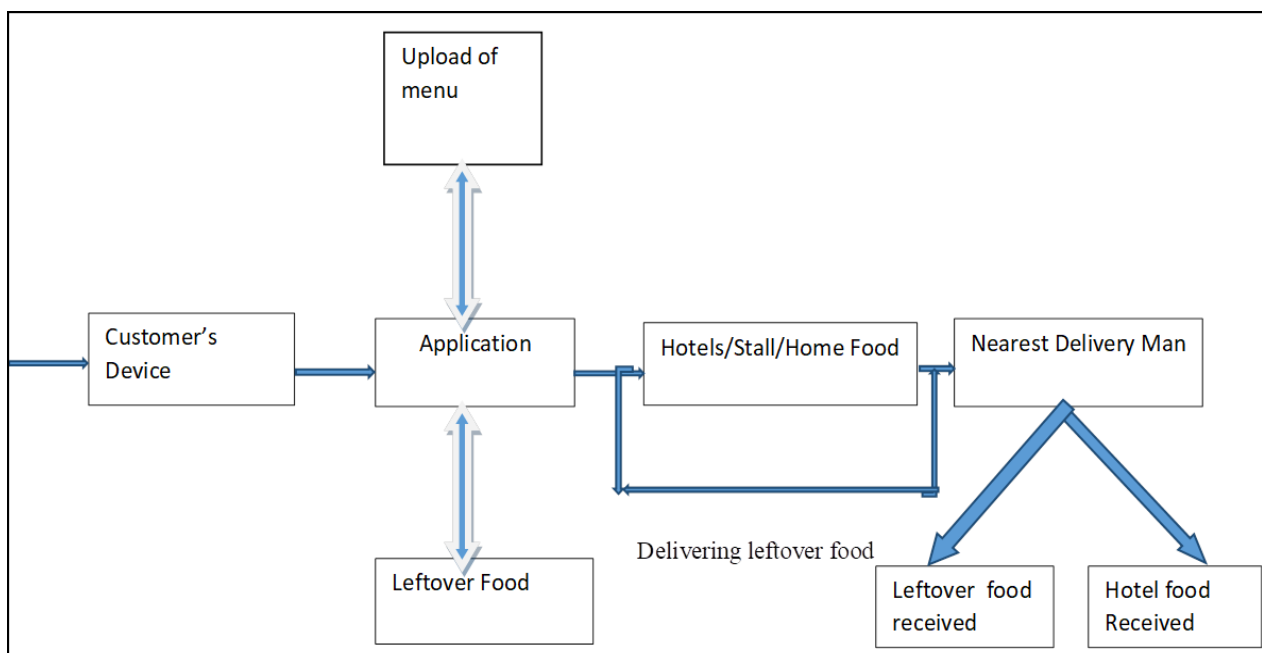 Upload of
menu
Customer’s
Device
Application
Hotels/Stall/Home Food
Nearest Delivery Man
Leftover Food
Delivering leftover food
Leftover  food
received
Hotel food
Received